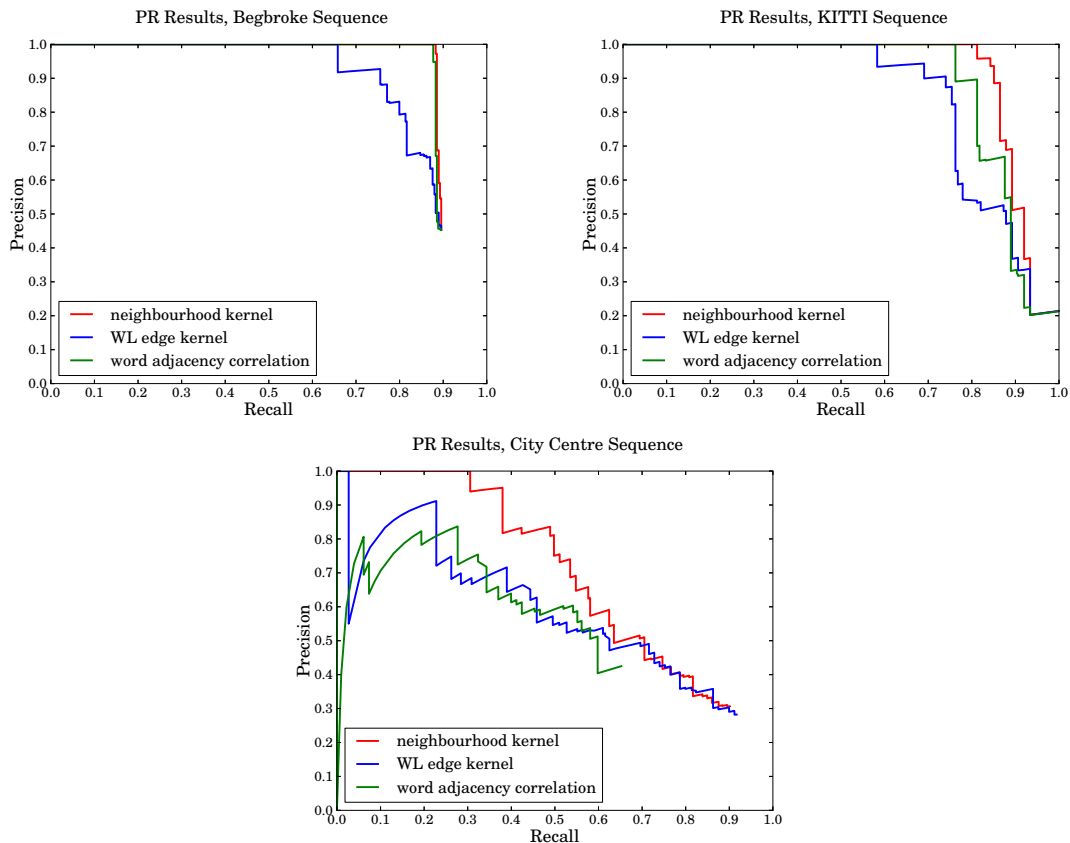 PR Results, Begbroke Sequence
1.0
0.9
0.8
0.7
0.6
0.5
0.4
0.3
0.2
0.1
0.0
Precision
neighbourhood kernel
WL edge kernel
word adjacency correlation
0.0 0.1 0.2 0.3 0.4 0.5 0.6 0.7 0.8 0.9 1.0
Recall
PR Results, KITTI Sequence
1.0
0.9
0.8
0.7
0.6
0.5
0.4
0.3
0.2
0.1
0.0
Precision
neighbourhood kernel
WL edge kernel
word adjacency correlation
0.0 0.1 0.2 0.3 0.4 0.5 0.6 0.7 0.8 0.9 1.0
Recall
PR Results, City Centre Sequence
1.0
0.9
0.8
0.7
0.6
0.5
0.4
0.3
0.2
0.1
0.0
Precision
neighbourhood kernel
WL edge kernel
word adjacency correlation
0.0 0.1 0.2 0.3 0.4 0.5 0.6 0.7 0.8 0.9 1.0
Recall